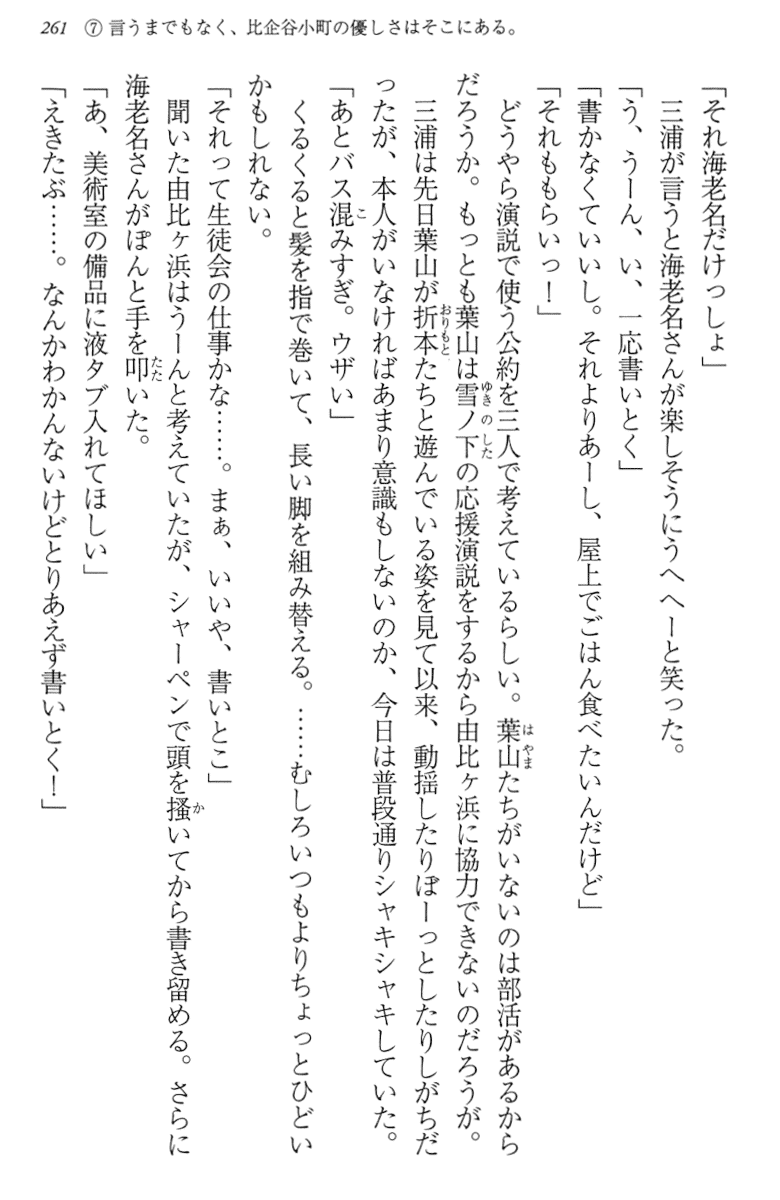 261 ⑦ 言うまでもなく、比企谷小町の優しさはそこにある。
「それ海老名だけっしょ」
　三浦が言うと海老名さんが楽しそうにうへへーと笑った。
「う、うーん、い、一応書いとく」
「書かなくていいし。それよりあーし、屋上でごはん食べたいんだけど」
「それももらいっ！」
　どうやら演説で使う公約を三人で考えているらしい。葉山たちがいないのは部活があるから
だろうか。もっとも葉山は雪ノ下の応援演説をするから由比ヶ浜に協力できないのだろうが。
　三浦は先日葉山が折本たちと遊んでいる姿を見て以来、動揺したりぼーっとしたりしがちだ
ったが、本人がいなければあまり意識もしないのか、今日は普段通りシャキシャキしていた。
「あとバス混みすぎ。ウザい」
　くるくると髪を指で巻いて、長い脚を組み替える。……むしろいつもよりちょっとひどい
かもしれない。
「それって生徒会の仕事かな……。まぁ、いいや、書いとこ」
　聞いた由比ヶ浜はうーんと考えていたが、シャーペンで頭を掻いてから書き留める。さらに
海老名さんがぽんと手を叩いた。
「あ、美術室の備品に液タブ入れてほしい」
「えきたぶ……。なんかわかんないけどとりあえず書いとく！」